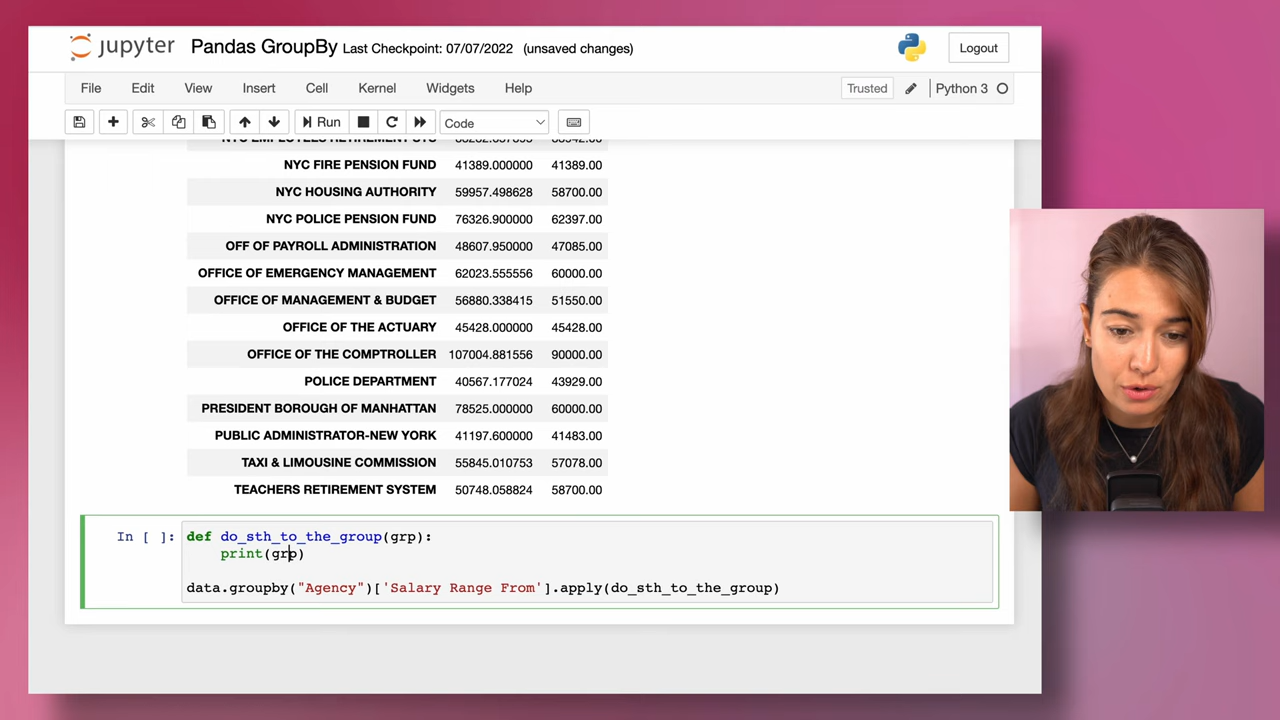 jupyter Pandas GroupBy Last Checkpoint: 07/07/2022 (unsaved changes) Logout
File Edit View Insert Cell Kernel Widgets Help Trusted Python 3
Run Code
NYC FIRE PENSION FUND 41389.000000 41389.00
NYC HOUSING AUTHORITY 59957.498628 58700.00
NYC POLICE PENSION FUND 76326.900000 62397.00
OFF OF PAYROLL ADMINISTRATION 48607.950000 47085.00
OFFICE OF EMERGENCY MANAGEMENT 62023.555556 60000.00
OFFICE OF MANAGEMENT & BUDGET 56880.338415 51550.00
OFFICE OF THE ACTUARY 45428.000000 45428.00
OFFICE OF THE COMPTROLLER 107004.881556 90000.00
POLICE DEPARTMENT 40567.177024 43929.00
PRESIDENT BOROUGH OF MANHATTAN 78525.000000 60000.00
PUBLIC ADMINISTRATOR-NEW YORK 41197.600000 41483.00
TAXI & LIMOUSINE COMMISSION 55845.010753 57078.00
TEACHERS RETIREMENT SYSTEM 50748.058824 58700.00
In [ ]: def do_sth_to_the_group(grp):
print(grp)
data.groupby("Agency")['Salary Range From'].apply(do_sth_to_the_group)